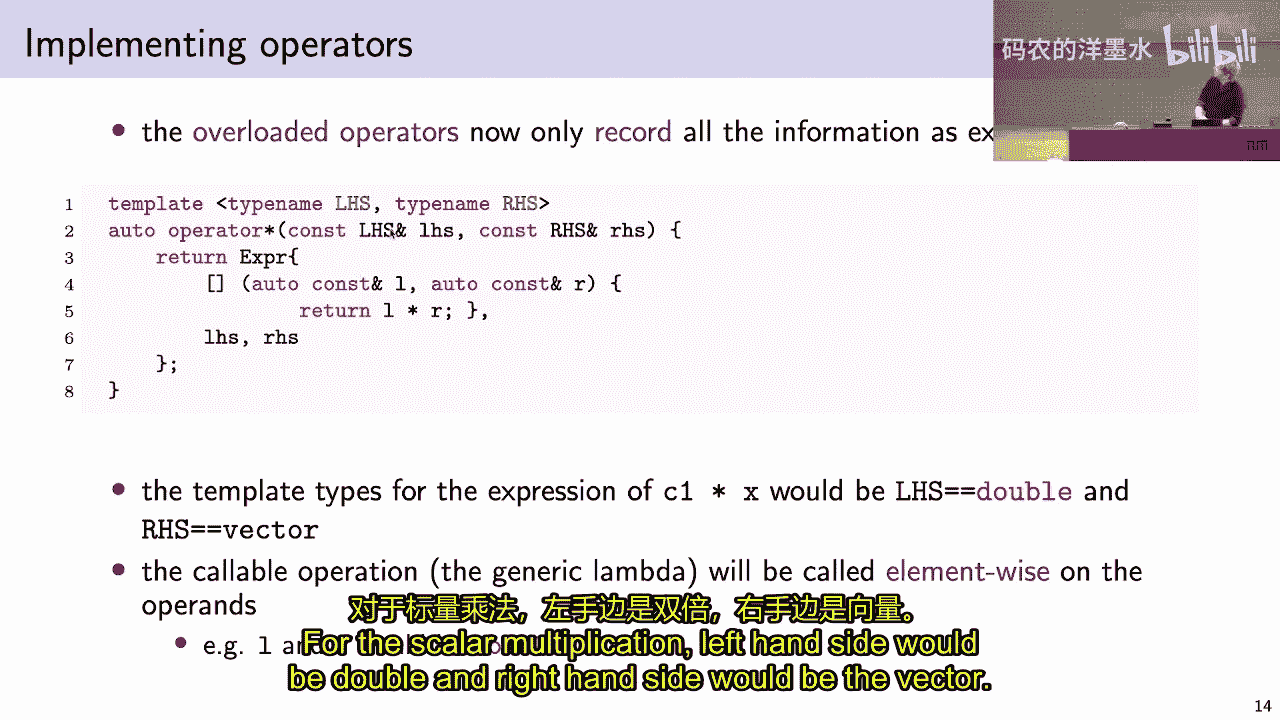 Implementing operators
码农的洋墨水 bilibili
• the overloaded operators now only record all the information as ex
1 template <typename LHS, typename RHS>
2 auto operator*(const LHS& lhs, const RHS& rhs) {
3 return Expr{
4 [] (auto const& l, auto const& r) {
5 return l * r; },
6 lhs, rhs
7 };
8 }
• the template types for the expression of c1 * x would be LHS==double and
RHS==vector
• the callable operation (the generic lambda) will be called element-wise on the
operands
对于标量乘法，左手边是双倍，右手边是向量。
• e.g. l
For the scalar multiplication, left hand side would
be double and right hand side would be the vector.
14